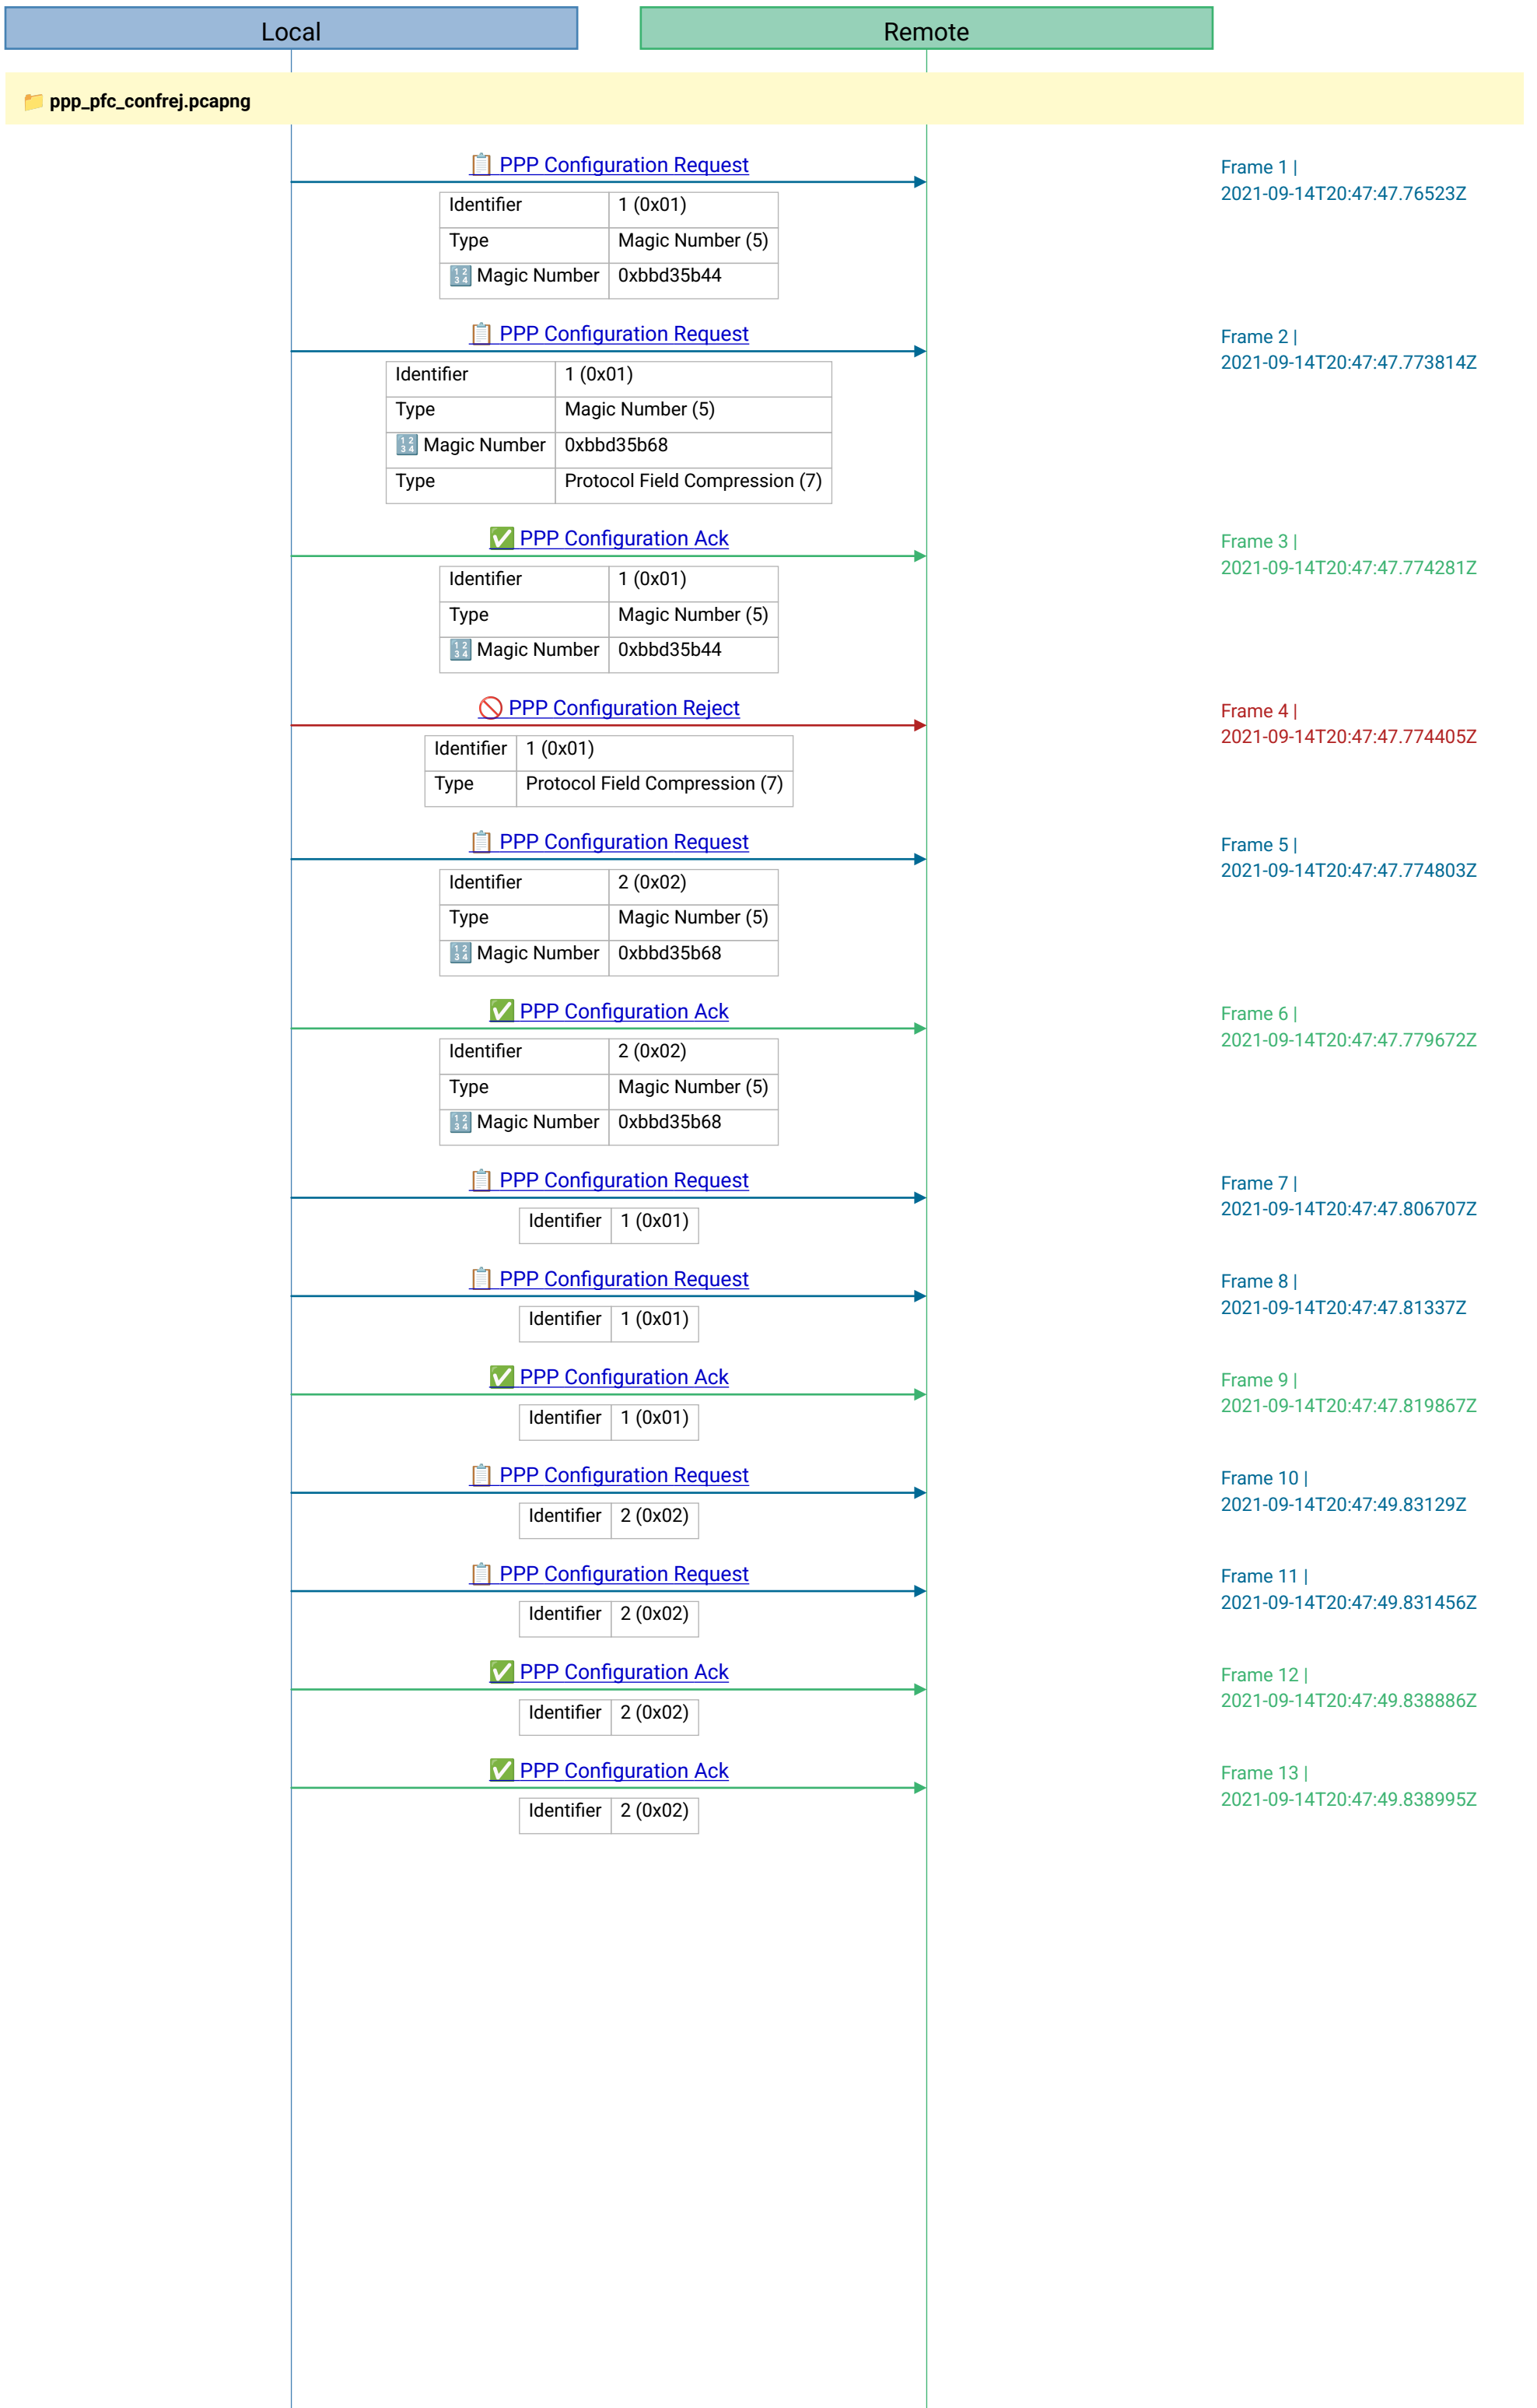 Local
Remote
📁 ppp_pfc_confrej.pcapng
📋 PPP Configuration Request
Frame 1 |
2021-09-14T20:47:47.76523Z
Identifier 1 (0x01)
Type Magic Number (5)
🔢 Magic Number 0xbbd35b44
📋 PPP Configuration Request
Frame 2 |
2021-09-14T20:47:47.773814Z
Identifier 1 (0x01)
Type Magic Number (5)
🔢 Magic Number 0xbbd35b68
Type Protocol Field Compression (7)
✅ PPP Configuration Ack
Frame 3 |
2021-09-14T20:47:47.774281Z
Identifier 1 (0x01)
Type Magic Number (5)
🔢 Magic Number 0xbbd35b44
🚫 PPP Configuration Reject
Frame 4 |
2021-09-14T20:47:47.774405Z
Identifier 1 (0x01)
Type Protocol Field Compression (7)
📋 PPP Configuration Request
Frame 5 |
2021-09-14T20:47:47.774803Z
Identifier 2 (0x02)
Type Magic Number (5)
🔢 Magic Number 0xbbd35b68
✅ PPP Configuration Ack
Frame 6 |
2021-09-14T20:47:47.779672Z
Identifier 2 (0x02)
Type Magic Number (5)
🔢 Magic Number 0xbbd35b68
📋 PPP Configuration Request
Frame 7 |
2021-09-14T20:47:47.806707Z
Identifier 1 (0x01)
📋 PPP Configuration Request
Frame 8 |
2021-09-14T20:47:47.81337Z
Identifier 1 (0x01)
✅ PPP Configuration Ack
Frame 9 |
2021-09-14T20:47:47.819867Z
Identifier 1 (0x01)
📋 PPP Configuration Request
Frame 10 |
2021-09-14T20:47:49.83129Z
Identifier 2 (0x02)
📋 PPP Configuration Request
Frame 11 |
2021-09-14T20:47:49.831456Z
Identifier 2 (0x02)
✅ PPP Configuration Ack
Frame 12 |
2021-09-14T20:47:49.838886Z
Identifier 2 (0x02)
✅ PPP Configuration Ack
Frame 13 |
2021-09-14T20:47:49.838995Z
Identifier 2 (0x02)